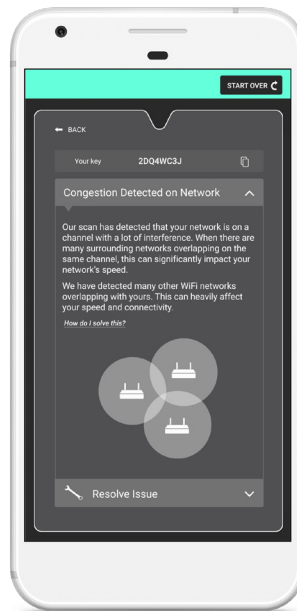 START OVER
BACK
Your key 2DQ4WC3J
Congestion Detected on Network
Our scan has detected that your network is on a
channel with a lot of interference. When there are
many surrounding networks overlapping on the
same channel, this can significantly impact your
network's speed.
We have detected many other WiFi networks
overlapping with yours. This can heavily affect
your speed and connectivity.
How do I solve this?
Resolve Issue